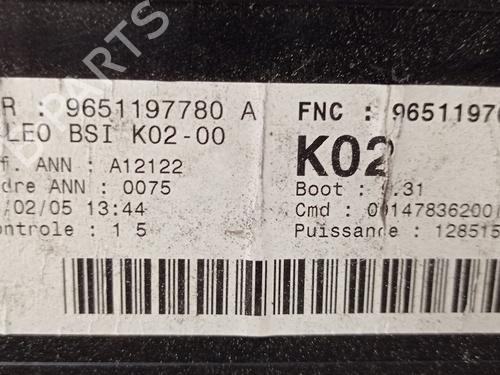 R : 9651197780 A
LEO BSI K02-00
f. ANN : A12122
dre ANN : 0075
/02/05 13:44
ontrole : 1 5
FNC : 96511976
K02
Boot : .31
Cmd : 00147836200/
Puissance : 128515